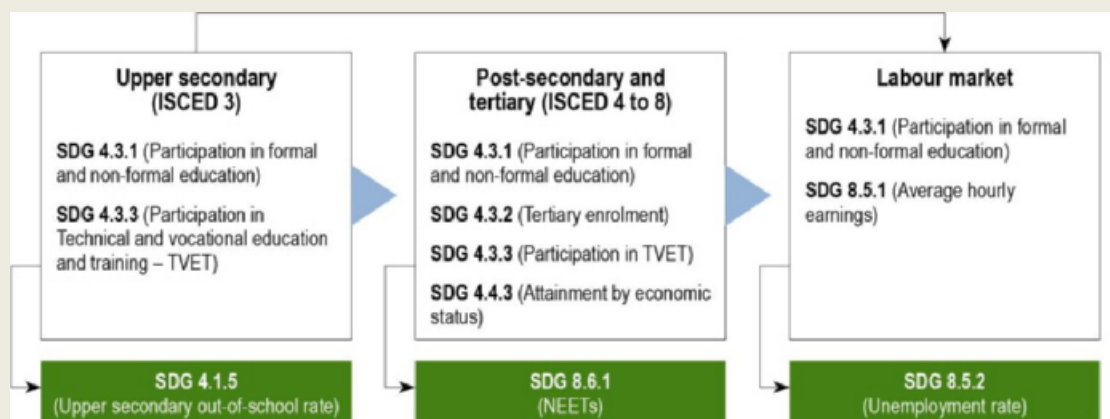 Upper secondary
(ISCED 3)
SDG 4.3.1 (Participation in formal
and non-formal education)
SDG 4.3.3 (Participation in
Technical and vocational education
and training – TVET)
SDG 4.1.5
(Upper secondary out-of-school rate)
Post-secondary and
tertiary (ISCED 4 to 8)
SDG 4.3.1 (Participation in formal
and non-formal education)
SDG 4.3.2 (Tertiary enrolment)
SDG 4.3.3 (Participation in TVET)
SDG 4.4.3 (Attainment by economic
status)
SDG 8.6.1
(NEETs)
Labour market
SDG 4.3.1 (Participation in formal
and non-formal education)
SDG 8.5.1 (Average hourly
earnings)
SDG 8.5.2
(Unemployment rate)